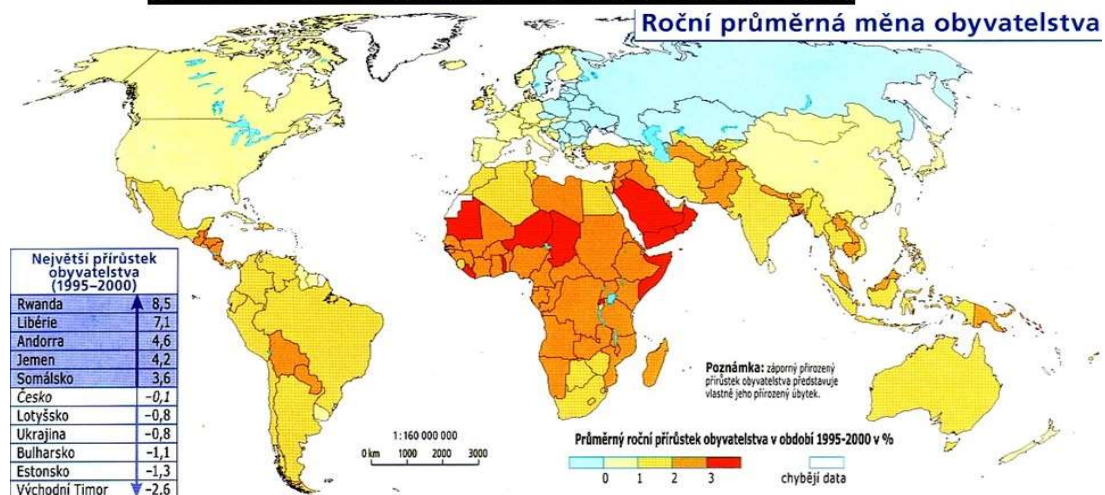 Roční průměrná měna obyvatelstva
Největší přírůstek
obyvatelstva
(1995–2000)
Rwanda 8,5
Libérie 7,1
Andorra 4,6
Jemen 4,2
Somálsko 3,6
Česko –0,1
Lotyšsko –0,8
Ukrajina –0,8
Bulharsko –1,1
Estonsko –1,3
Východní Timor –2,6
1:160 000 000
0 km 1000 2000 3000
Poznámka: záporný přirozený
přírůstek obyvatelstva představuje
vlastně jeho přirozený úbytek.
Průměrný roční přírůstek obyvatelstva v období 1995-2000 v %
0 1 2 3
chybějí data